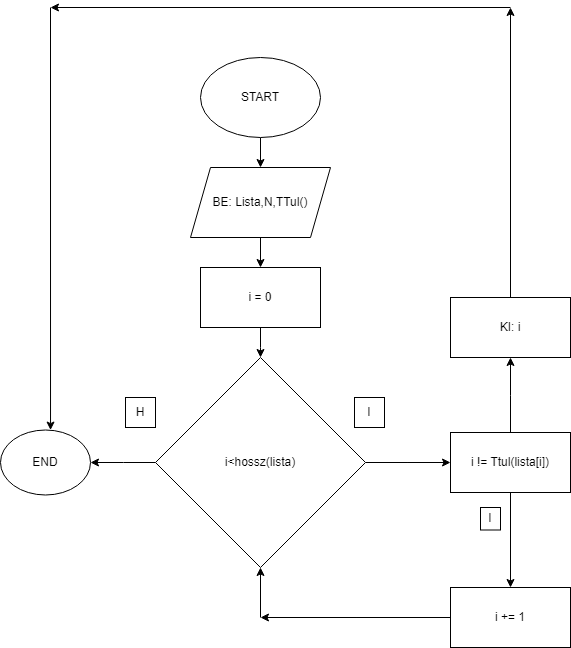 START
BE: Lista,N,TTul()
i = 0
KI: i
H
I
END
i<hossz(lista)
i != Ttul(lista[i])
I
i += 1